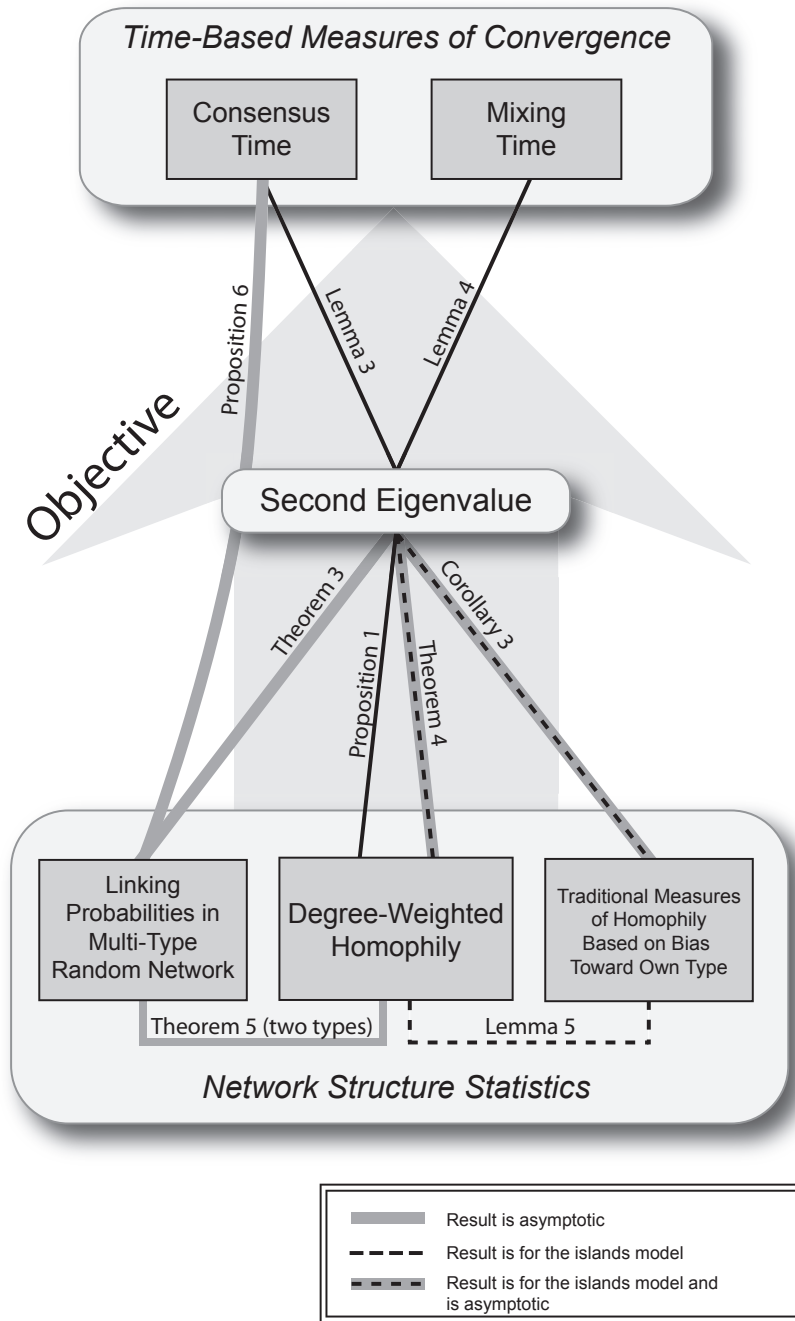 Time-Based Measures of Convergence
Consensus
Time
Mixing
Time
Proposition 6
Lemma 3
Lemma 4
Objective
Second Eigenvalue
Theorem 3
Proposition 1
Theorem 4
Corollary 3
Linking
Probabilities in
Multi-Type
Random Network
Degree-Weighted
Homophily
Traditional Measures
of Homophily
Based on Bias
Toward Own Type
Theorem 5 (two types)
Lemma 5
Network Structure Statistics
Result is asymptotic
Result is for the islands model
Result is for the islands model and
is asymptotic